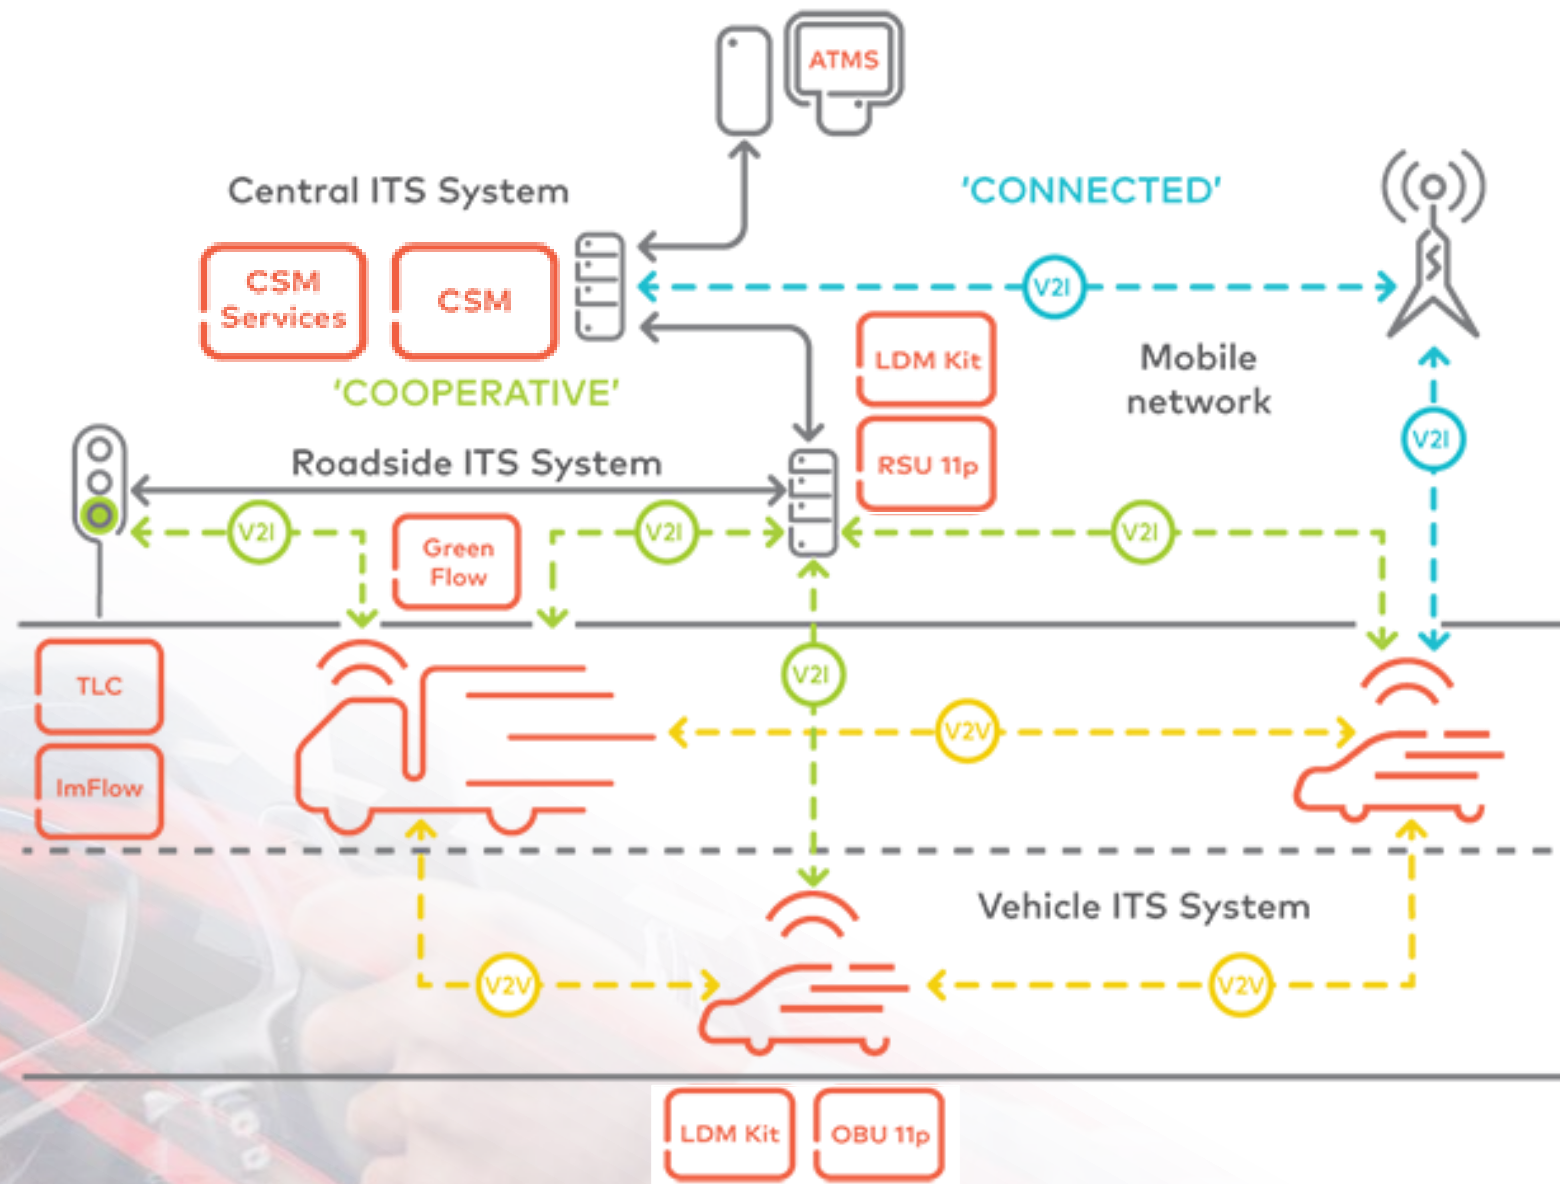 ATMS
Central ITS System
'CONNECTED'
CSM
Services
CSM
V2I
LDM Kit
Mobile
network
'COOPERATIVE'
V2I
Roadside ITS System
RSU 11p
V2I
V2I
V2I
Green
Flow
TLC
V2I
V2V
ImFlow
Vehicle ITS System
V2V
V2V
LDM Kit
OBU 11p